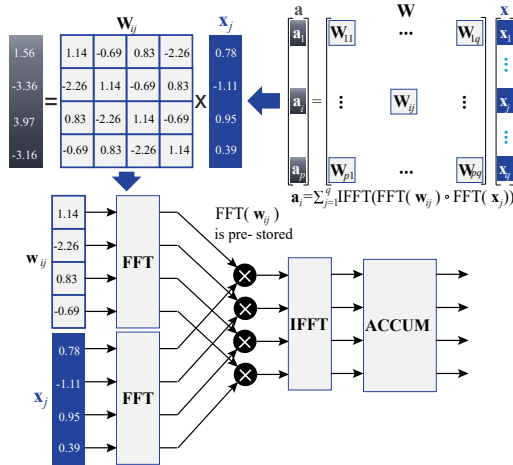 W_ij x_j a W x
1.56 1.14 -0.69 0.83 -2.26 0.78 a_1 W_11 ... W_1q x_1
-3.36 = -2.26 1.14 -0.69 0.83 X -1.11 a_i = ⋮ W_ij ⋮ x_j
3.97 0.83 -2.26 1.14 -0.69 0.95
-3.16 -0.69 0.83 -2.26 1.14 0.39 a_p W_p1 ... W_pq x_q
a_i=∑_{j=1}^{q}IFFT(FFT( w_ij)∘FFT( x_j))
FFT( w_ij)
is pre- stored
w_ij
1.14
-2.26
0.83
-0.69
FFT
IFFT
ACCUM
x_j
0.78
-1.11
0.95
0.39
FFT